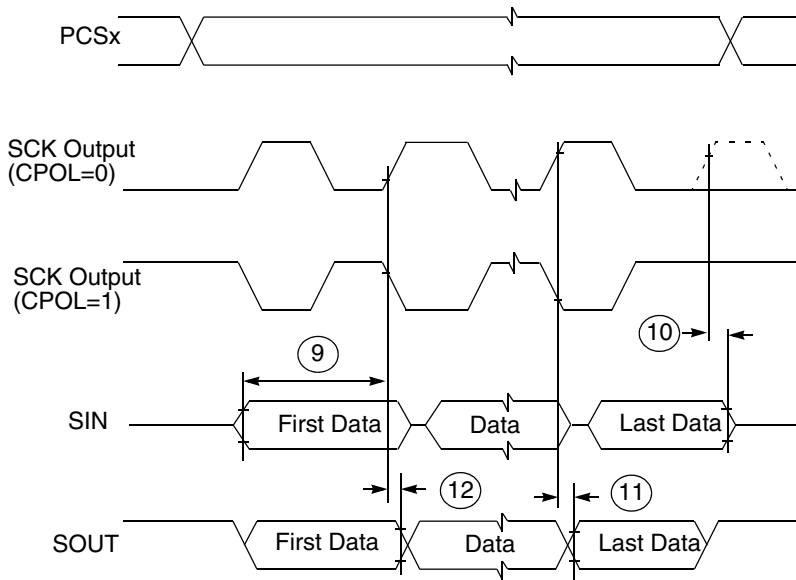 PCSx
SCK Output
(CPOL=0)
SCK Output
(CPOL=1)
9
10
SIN
First Data
Data
Last Data
12
11
SOUT
First Data
Data
Last Data